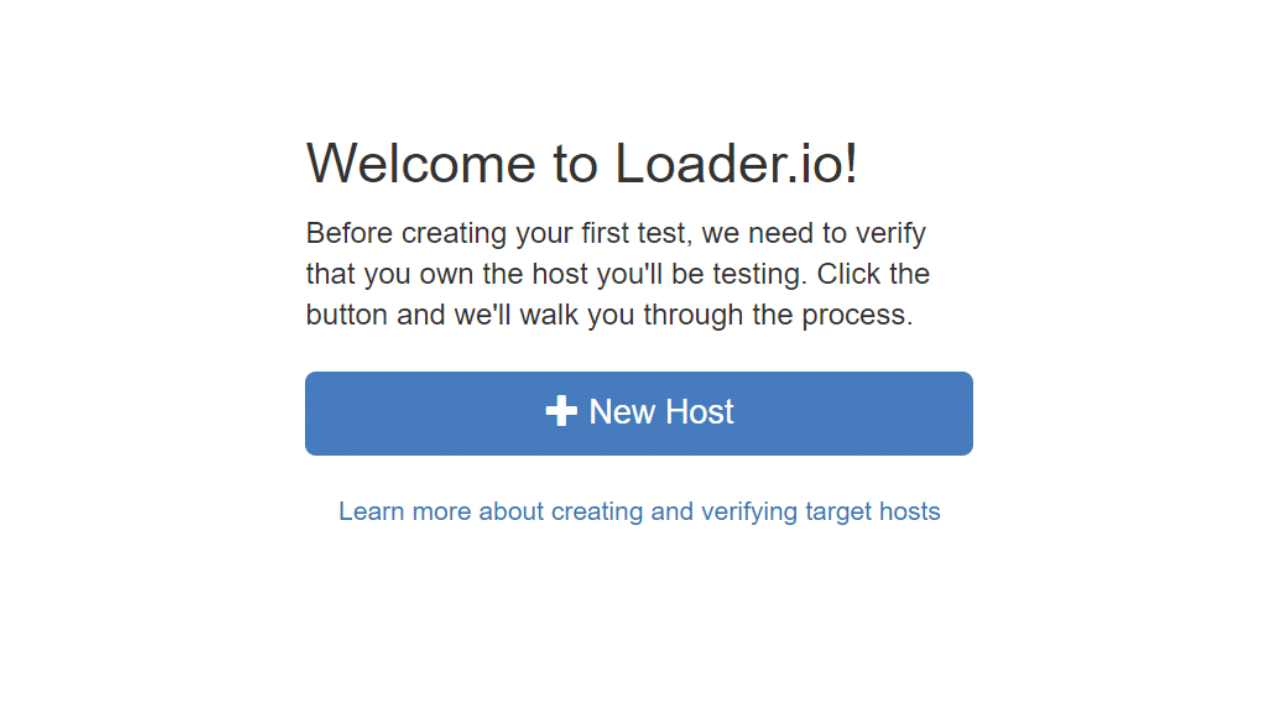 Welcome to Loader.io!
Before creating your first test, we need to verify
that you own the host you'll be testing. Click the
button and we'll walk you through the process.
New Host
Learn more about creating and verifying target hosts